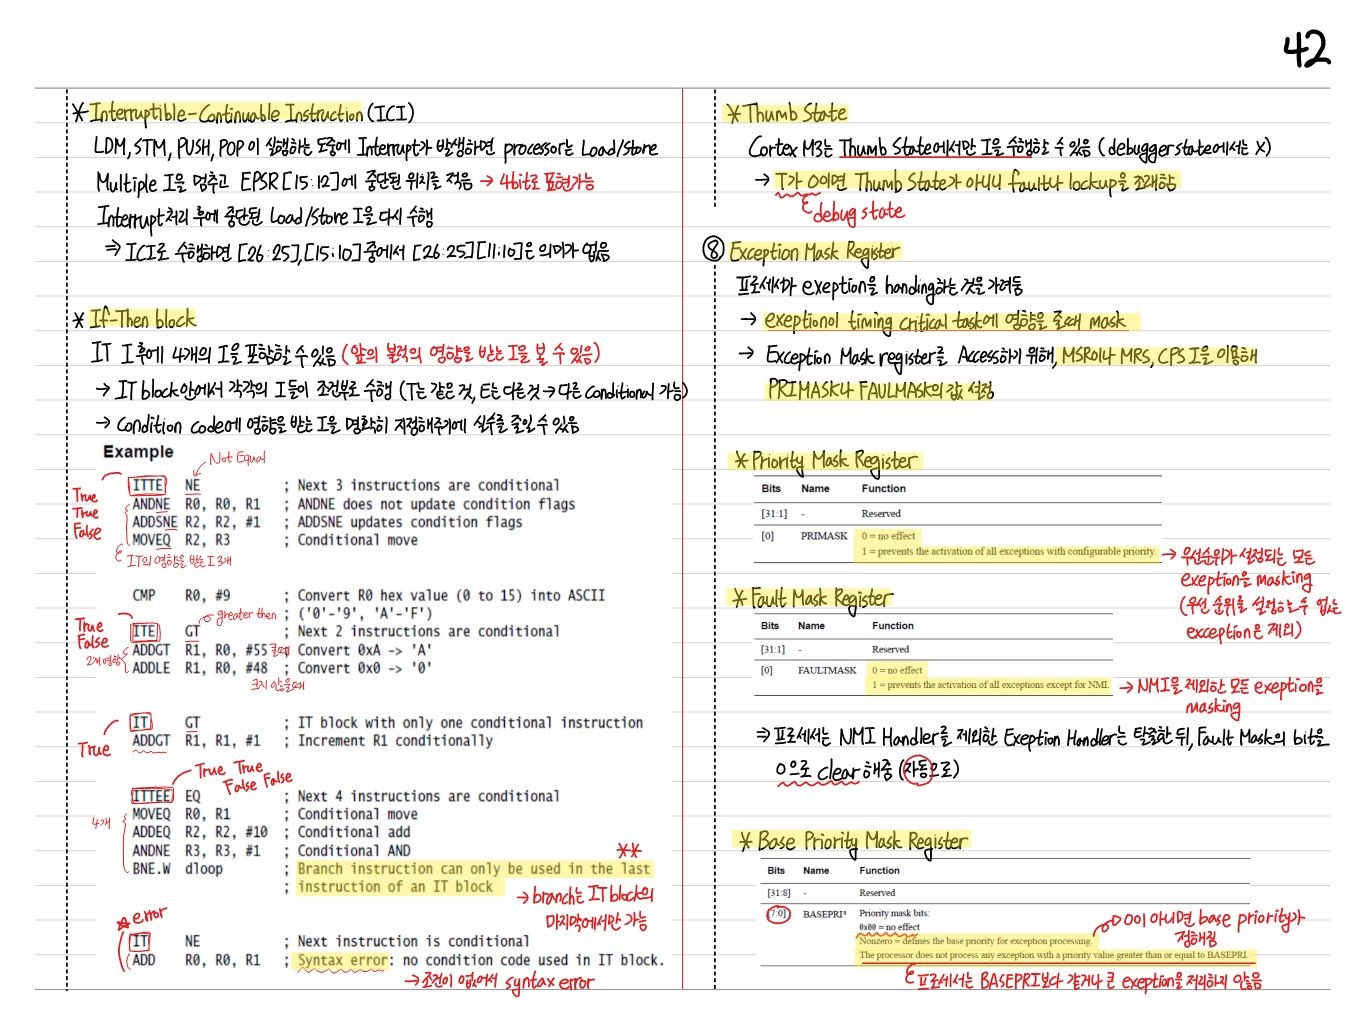 42
* Interruptible-Continuable Instruction (ICI)
LDM, STM, PUSH, POP이 실행하는 도중에 Interrupt가 발생하면 processor는 Load/Store
Multiple I을 멈추고 EPSR[15:12]에 중단된 위치를 적음 → 4bit로 표현가능
Interrupt처리 후에 중단된 Load/Store I을 다시 수행
⇒ ICI로 수행하면 [26:25],[15:10]중에서 [26:25][11:10]은 의미가 없음
* If-Then block
IT I 후에 4개의 I을 포함할 수 있음 (앞의 블럭의 영향을 받는 I을 볼 수 있음)
→ IT block안에서 각각의 I들이 조건부로 수행 (T는 같은 것, E는 다른 것 → 다른 conditional 가능)
→ Condition code에 영향을 받는 I을 명확히 지정해주기에 실수를 줄일 수 있음
Example
Not Equal
True
True
False
ITTE NE ; Next 3 instructions are conditional
ANDNE R0, R0, R1 ; ANDNE does not update condition flags
ADDSNE R2, R2, #1 ; ADDSNE updates condition flags
MOVEQ R2, R3 ; Conditional move
IT의 영향을 받는 I 3개
CMP R0, #9 ; Convert R0 hex value (0 to 15) into ASCII
; ('0'-'9', 'A'-'F')
greater then
True
False
ITE GT ; Next 2 instructions are conditional
ADDGT R1, R0, #55 클때 ; Convert 0xA -> 'A'
2개 영향
ADDLE R1, R0, #48 ; Convert 0x0 -> '0'
크지 않을때
IT GT ; IT block with only one conditional instruction
True
ADDGT R1, R1, #1 ; Increment R1 conditionally
True True
False False
ITTEE EQ ; Next 4 instructions are conditional
MOVEQ R0, R1 ; Conditional move
4개
ADDEQ R2, R2, #10 ; Conditional add
ANDNE R3, R3, #1 ; Conditional AND
**
BNE.W dloop ; Branch instruction can only be used in the last
; instruction of an IT block
→ branch는 IT block의
마지막에서만 가능
☆ error
IT NE ; Next instruction is conditional
ADD R0, R0, R1 ; Syntax error: no condition code used in IT block.
→ 조건이 없어서 syntax error
* Thumb State
Cortex M3는 Thumb State에서만 I을 수행할 수 있음 (debugger state에서는 X)
→ T가 0이면 Thumb State가 아니니 fault나 lockup을 초래함
debug state
⑧ Exception Mask Register
프로세서가 exeption을 handing하는 것을 가려둠
→ exeptionol timing critical task에 영향을 줄때 mask
→ Exception Mask register를 Access하기 위해, MSR이나 MRS, CPS I을 이용해
PRIMASK나 FAULMASK의 값 설정
* Priority Mask Register
Bits Name Function
[31:1] - Reserved
[0] PRIMASK 0 = no effect
1 = prevents the activation of all exceptions with configurable priority.
→ 우선순위가 설정되는 모든
exeption을 masking
(우선 순위를 설정하는수 없는
exception은 제외)
* Fault Mask Register
Bits Name Function
[31:1] - Reserved
[0] FAULTMASK 0 = no effect
1 = prevents the activation of all exceptions except for NMI.
→ NMI을 제외한 모든 exeption을
masking
⇒ 프로세서는 NMI Handler를 제외한 Exeption Handler는 탈출한 뒤, Fault Mask의 bit을
0으로 clear해줌 (자동으로)
* Base Priority Mask Register
Bits Name Function
[31:8] - Reserved
[7:0] BASEPRIᵃ Priority mask bits:
0x00 = no effect
Nonzero = defines the base priority for exception processing.
The processor does not process any exception with a priority value greater than or equal to BASEPRI.
00이 아니면 base priority가
정해짐
프로세서는 BASEPRI보다 같거나 큰 exeption을 처리하지 않음